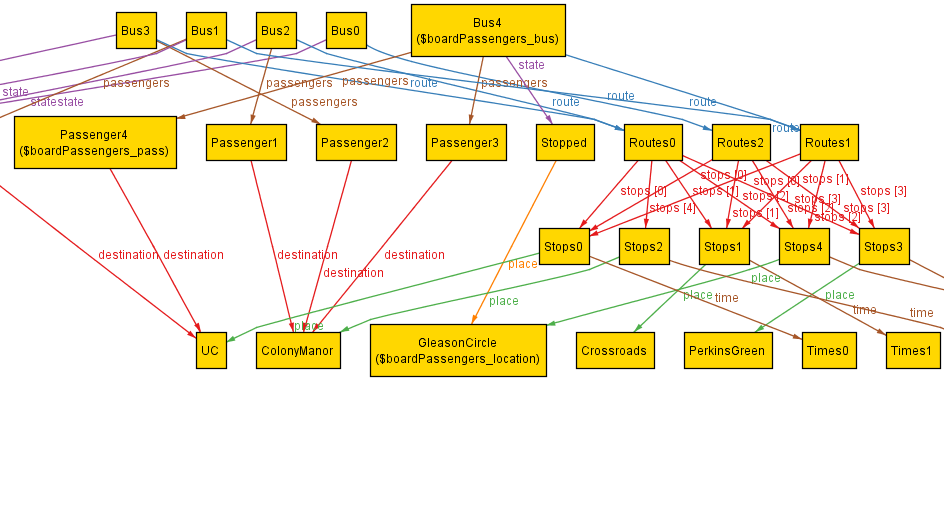 Bus3
Bus1
Bus2
Bus0
Bus4
($boardPassengers_bus)
state
state
statestate
passengers
passengers
passengers
passengers
passengers
route
route
route
route
route
Passenger4
($boardPassengers_pass)
Passenger1
Passenger2
Passenger3
Stopped
Routes0
Routes2
Routes1
stops [0]
stops [0]
stops [1]
stops [0]
stops [1]
stops [2]
stops [3]
stops [3]
stops [4]
stops [1]
stops [2]
stops [3]
stops [2]
Stops0
Stops2
Stops1
Stops4
Stops3
destination
destination
destination
destination
destination
place
place
place
place
place
place
time
time
time
UC
ColonyManor
GleasonCircle
($boardPassengers_location)
Crossroads
PerkinsGreen
Times0
Times1